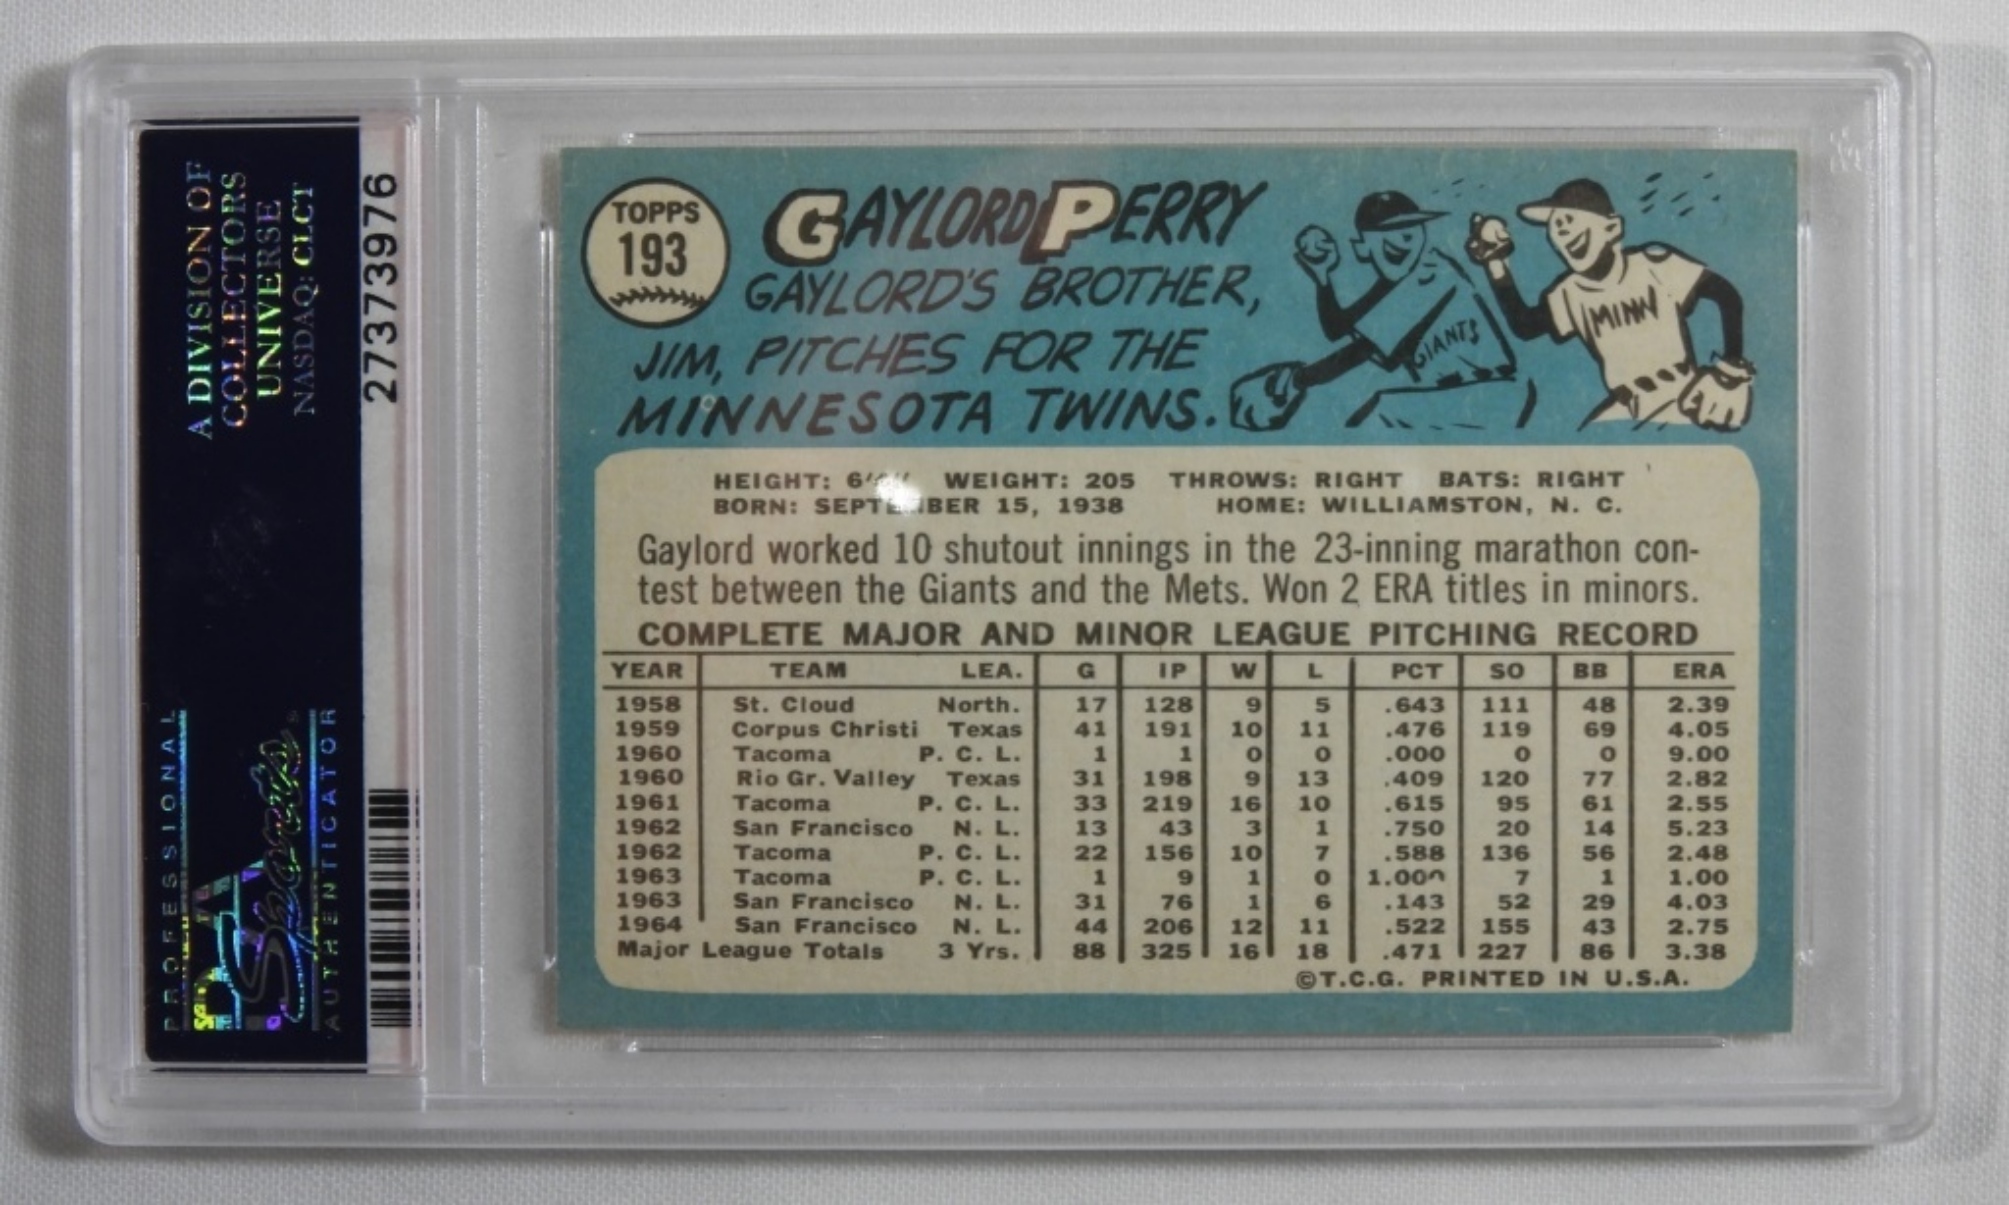 A DIVISION OF
COLLECTORS
UNIVERSE
NASDAQ: CLCT
27373976
PROFESSIONAL
PSA
Sports
AUTHENTICATOR
TOPPS
193
GAYLORD PERRY
GAYLORD'S BROTHER,
JIM, PITCHES FOR THE
MINNESOTA TWINS.
GIANTS
MINN
HEIGHT: WEIGHT: 205 THROWS: RIGHT BATS: RIGHT
BORN: SEPTEMBER 15, 1938 HOME: WILLIAMSTON, N. C.
Gaylord worked 10 shutout innings in the 23-inning marathon con-
test between the Giants and the Mets. Won 2 ERA titles in minors.
COMPLETE MAJOR AND MINOR LEAGUE PITCHING RECORD
YEAR TEAM LEA. G IP W L PCT SO BB ERA
1958 St. Cloud North. 17 128 9 5 .643 111 48 2.39
1959 Corpus Christi Texas 41 191 10 11 .476 119 69 4.05
1960 Tacoma P. C. L. 1 1 0 0 .000 0 0 9.00
1960 Rio Gr. Valley Texas 31 198 9 13 .409 120 77 2.82
1961 Tacoma P. C. L. 33 219 16 10 .615 95 61 2.55
1962 San Francisco N. L. 13 43 3 1 .750 20 14 5.23
1962 Tacoma P. C. L. 22 156 10 7 .588 136 56 2.48
1963 Tacoma P. C. L. 1 9 1 0 1.000 7 1 1.00
1963 San Francisco N. L. 31 76 1 6 .143 52 29 4.03
1964 San Francisco N. L. 44 206 12 11 .522 155 43 2.75
Major League Totals 3 Yrs. 88 325 16 18 .471 227 86 3.38
©T.C.G. PRINTED IN U.S.A.